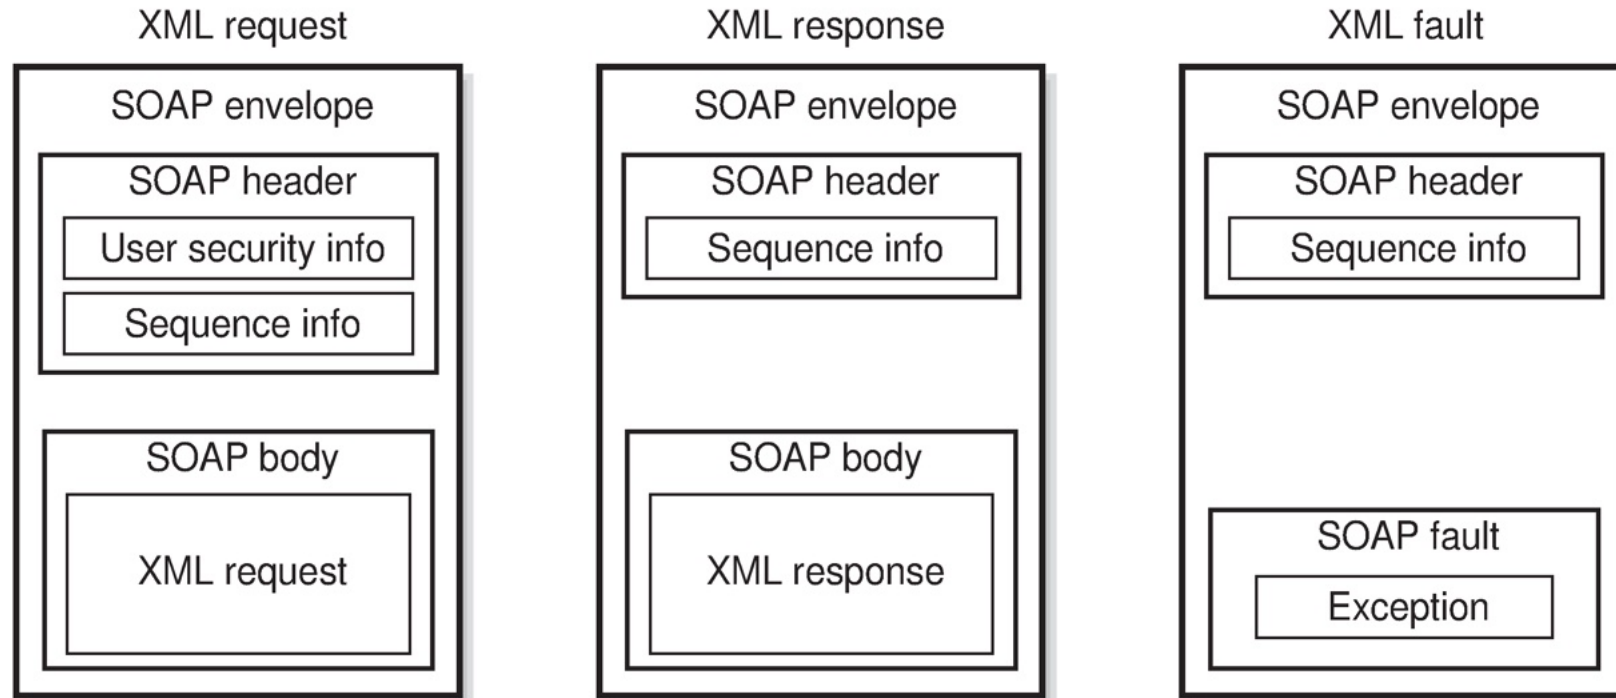 XML request
SOAP envelope
SOAP header
User security info
Sequence info
SOAP body
XML request
XML response
SOAP envelope
SOAP header
Sequence info
SOAP body
XML response
XML fault
SOAP envelope
SOAP header
Sequence info
SOAP fault
Exception